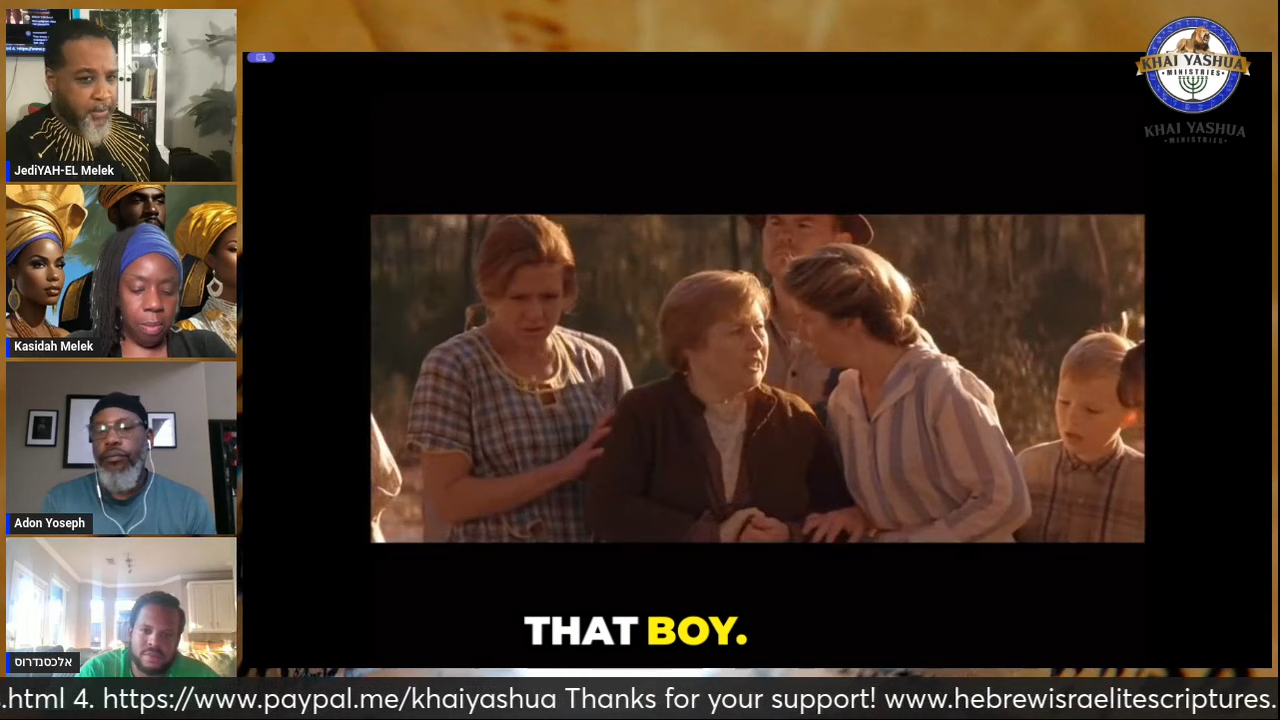 JediYAH-EL Melek
Kasidah Melek
Adon Yoseph
אלכסנדרוס
KHAI YASHUA
MINISTRIES
KHAI YASHUA
MINISTRIES
THAT BOY.
.html 4. https://www.paypal.me/khaiyashua Thanks for your support! www.hebrewisraelitescriptures.